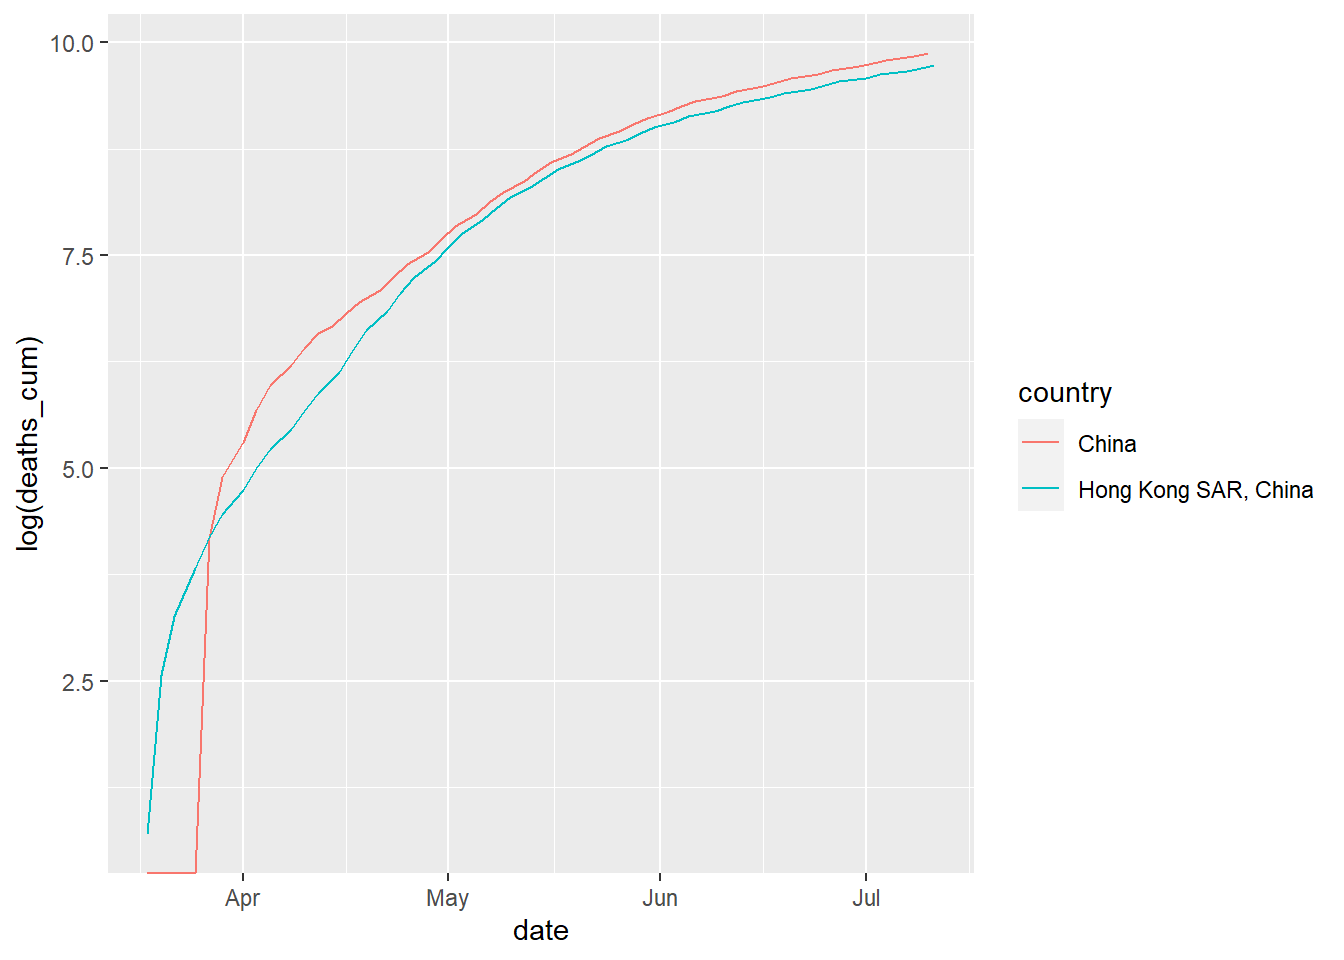 10.0
7.5
5.0
2.5
log(deaths_cum)
Apr
May
Jun
Jul
date
country
China
Hong Kong SAR, China